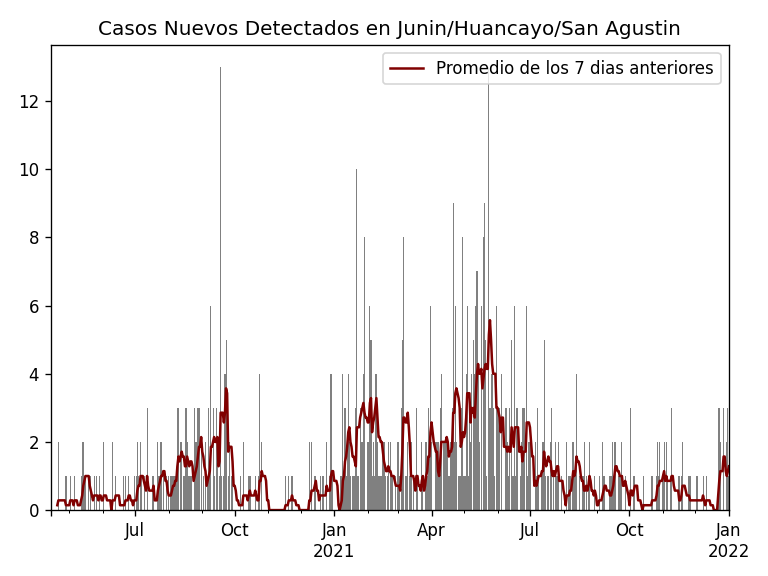 Casos Nuevos Detectados en Junin/Huancayo/San Agustin
Promedio de los 7 dias anteriores
12
10
8
6
4
2
0
Jul Oct Jan Apr Jul Oct Jan
2021 2022